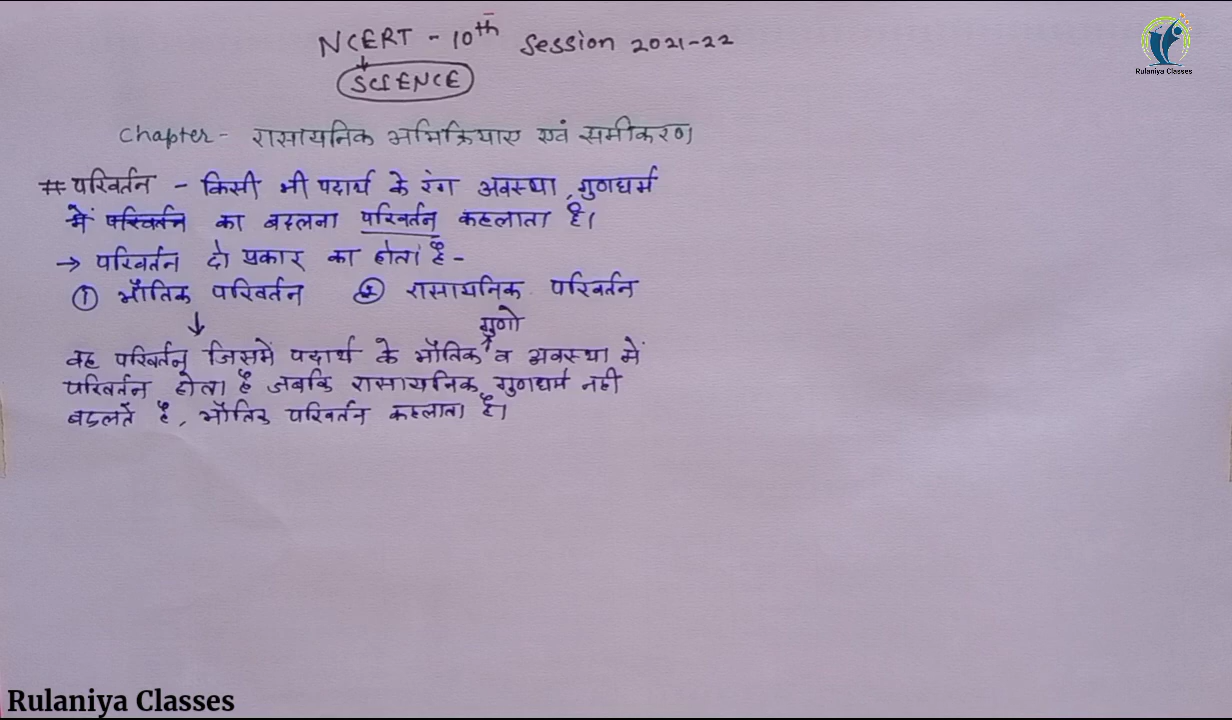 NCERT - 10th Session 2021-22
SCIENCE
Rulaniya Classes
Chapter - रासायनिक अभिक्रियाए एवं समीकरण
# परिवर्तन - किसी भी पदार्थ के रंग अवस्था, गुणधर्म
में परिवर्तन का बदलना परिवर्तन कहलाता है।
→ परिवर्तन दो प्रकार का होता है -
① भौतिक परिवर्तन ② रासायनिक परिवर्तन
↓
गुणो
वह परिवर्तन जिसमें पदार्थ के भौतिक व अवस्था में
परिवर्तन होता है जबकि रासायनिक गुणधर्म नही
बदलते है, भौतिक परिवर्तन कहलाता है।
Rulaniya Classes